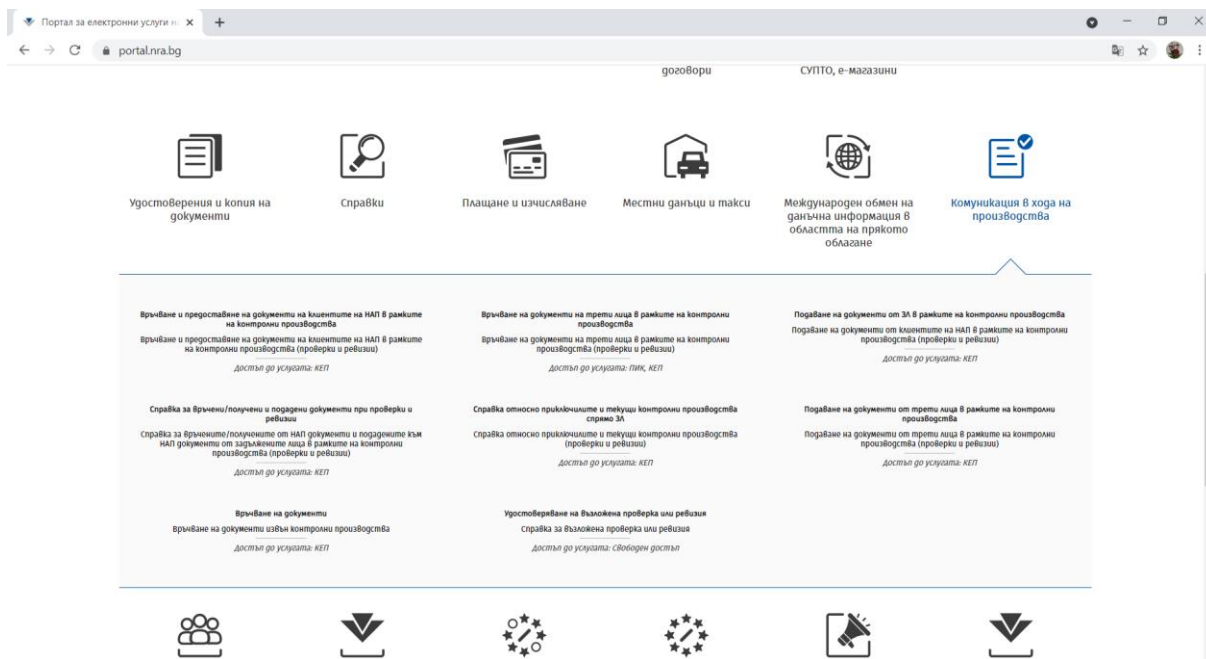 Портал за електронни услуги н
portal.nra.bg
договори
СУПТО, е-магазини
Удостоверения и копия на
документи
Справки
Плащане и изчисляване
Местни данъци и такси
Международен обмен на
данъчна информация в
областта на прякото
облагане
Комуникация в хода на
производства
Връчване и предоставяне на документи на клиентите на НАП в рамките
на контролни производства
Връчване и предоставяне на документи на клиентите на НАП в рамките
на контролни производства (проверки и ревизии)
Достъп до услугата: КЕП
Връчване на документи на трети лица в рамките на контролни
производства
Връчване на документи на трети лица в рамките на контролни
производства (проверки и ревизии)
Достъп до услугата: ПИК, КЕП
Подаване на документи от ЗЛ в рамките на контролни производства
Подаване на документи от клиентите на НАП в рамките на контролни
производства (проверки и ревизии)
Достъп до услугата: КЕП
Справка за връчени/получени и подадени документи при проверки и
ревизии
Справка за връчените/получените от НАП документи и подадените към
НАП документи от задължените лица в рамките на контролни
производства (проверки и ревизии)
Достъп до услугата: КЕП
Справка относно приключилите и текущи контролни производства
спрямо ЗЛ
Справка относно приключилите и текущи контролни производства
(проверки и ревизии)
Достъп до услугата: КЕП
Подаване на документи от трети лица в рамките на контролни
производства
Подаване на документи от трети лица в рамките на контролни
производства (проверки и ревизии)
Достъп до услугата: КЕП
Връчване на документи
Връчване на документи извън контролни производства
Достъп до услугата: КЕП
Удостоверяване на възложена проверка или ревизия
Справка за възложена проверка или ревизия
Достъп до услугата: Свободен достъп